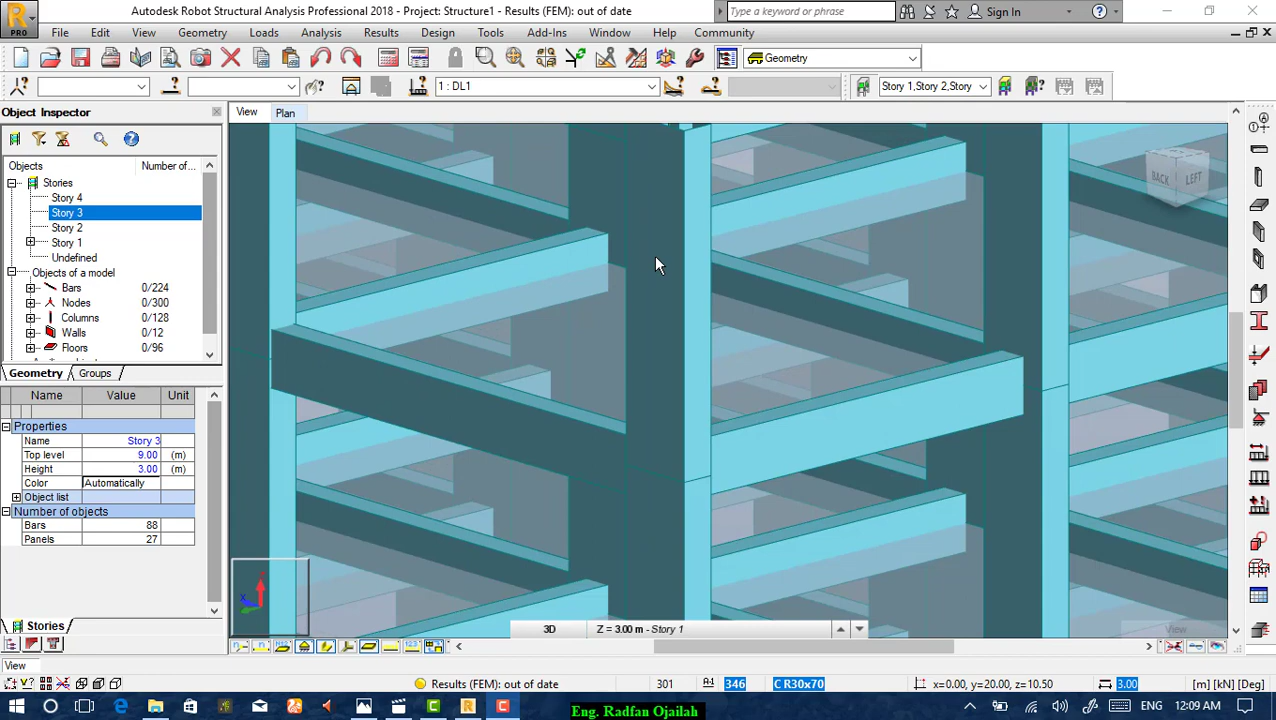 Autodesk Robot Structural Analysis Professional 2018 - Project: Structure1 - Results (FEM): out of date
Type a keyword or phrase
Sign In
PRO
File Edit View Geometry Loads Analysis Results Design Tools Add-Ins Window Help Community
Geometry
1 : DL1
Story 1,Story 2,Story
Object Inspector
View Plan
Objects Number of...
Stories
Story 4
Story 3
Story 2
Story 1
Undefined
Objects of a model
Bars 0/224
Nodes 0/300
Columns 0/128
Walls 0/12
Floors 0/96
Geometry Groups
Name Value Unit
Properties
Name Story 3
Top level 9.00 (m)
Height 3.00 (m)
Color Automatically
Object list
Number of objects
Bars 88
Panels 27
Stories
BACK LEFT
3D Z = 3.00 m - Story 1
View
View
Results (FEM): out of date 301 346 C R30x70 x=0.00, y=20.00, z=10.50 3.00 [m] [kN] [Deg]
Eng. Radfan Ojailah
ENG 12:09 AM